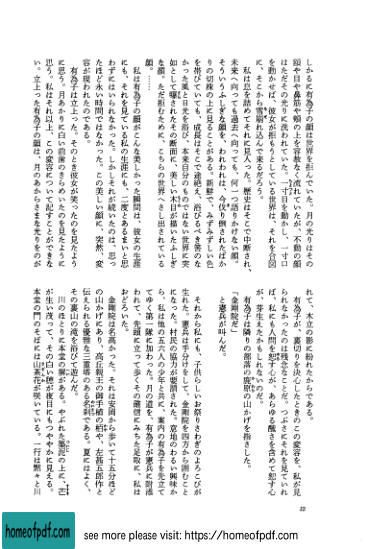 しかるに有為子の顔は世界を拒んでいた。月の光りはその
額や目や鼻筋や頬の上を容赦なく流れていたが、不動の顔
はただその光りに洗われていた。一寸目を動かし、一寸口
を動かせば、彼女が拒もうとしている世界は、それを合図
に、そこから雪崩れ込んで来るだろう。
私は息を詰めてそれに見入った。歴史はそこで中断され、
未来へ向っても過去へ向っても、何一つ語りかけない顔。
そういうふしぎな顔を、われわれは、今伐り倒されたばか
りの切株の上に見ることがある。新鮮で、みずみずしい色
を帯びていても、成長はそこで途絶え、浴びるべき筈のな
かった風と日光を浴び、本来自分のものではない世界に突
如として曝されたその断面に、美しい木目が描いたふしぎ
な顔。ただ拒むために、こちらの世界へさし出されている
顔。……
私は有為子の顔がこんなに美しかった瞬間は、彼女の生涯
にも、それを見ている私の生涯にも、二度とあるまいと思
わずにはいられなかった。しかしそれが続いたのは、思っ
たほど永い時間ではなかった。この美しい顔に、突然、変
容が現われたのである。
有為子は立上った。そのとき彼女が笑ったのを見たよう
に思う。月あかりに白い前歯のきらめいたのを見たように
思う。私はそれ以上、この変容について記すことができな
い。立上った有為子の顔は、月のあからさまな光りをのが
22
れて、木立の影に紛れたからである。
有為子が、裏切りを決心したときのこの変容を、私が見
られなかったのは残念なことだ。つぶさにそれを見ていれ
ば、私にも人間を恕す心が、あらゆる醜さを含めて恕す心
が、芽生えたかもしれないのだ。
有為子は隣りの部落の鹿原の山かげを指さした。
「金剛院だ」
と憲兵が叫んだ。
それから私にも、子供らしいお祭りさわぎのよろこびが
生れた。憲兵は手分けをして、金剛院を四方から囲むこと
になった。村民の協力が要請された。意地のわるい興味か
ら、私は他の五六人の少年と共に、案内の有為子を先立て
てゆく、第一隊に加わった。月の道を、有為子が憲兵に附添
われて、先頭に立って歩くその確信にみちた足取に、私は
おどろいた。
金剛院は名高かった。それは安岡から歩いて十五分ほど
の山かげにあり、高丘親王の御手植の栢や、左甚五郎作と
伝えられる優雅な三重塔のある名刹である。夏にはよく、
その裏山の滝を浴びて遊んだ。
川のほとりに本堂の塀がある。やぶれた築泥の上に、芒
が生い茂って、その白い穂が夜目にもつややかに見える。
本堂の門のそばには山茶花が咲いている。一行は黙々と川
homeofpdf.com
see more please visit: https://homeofpdf.com